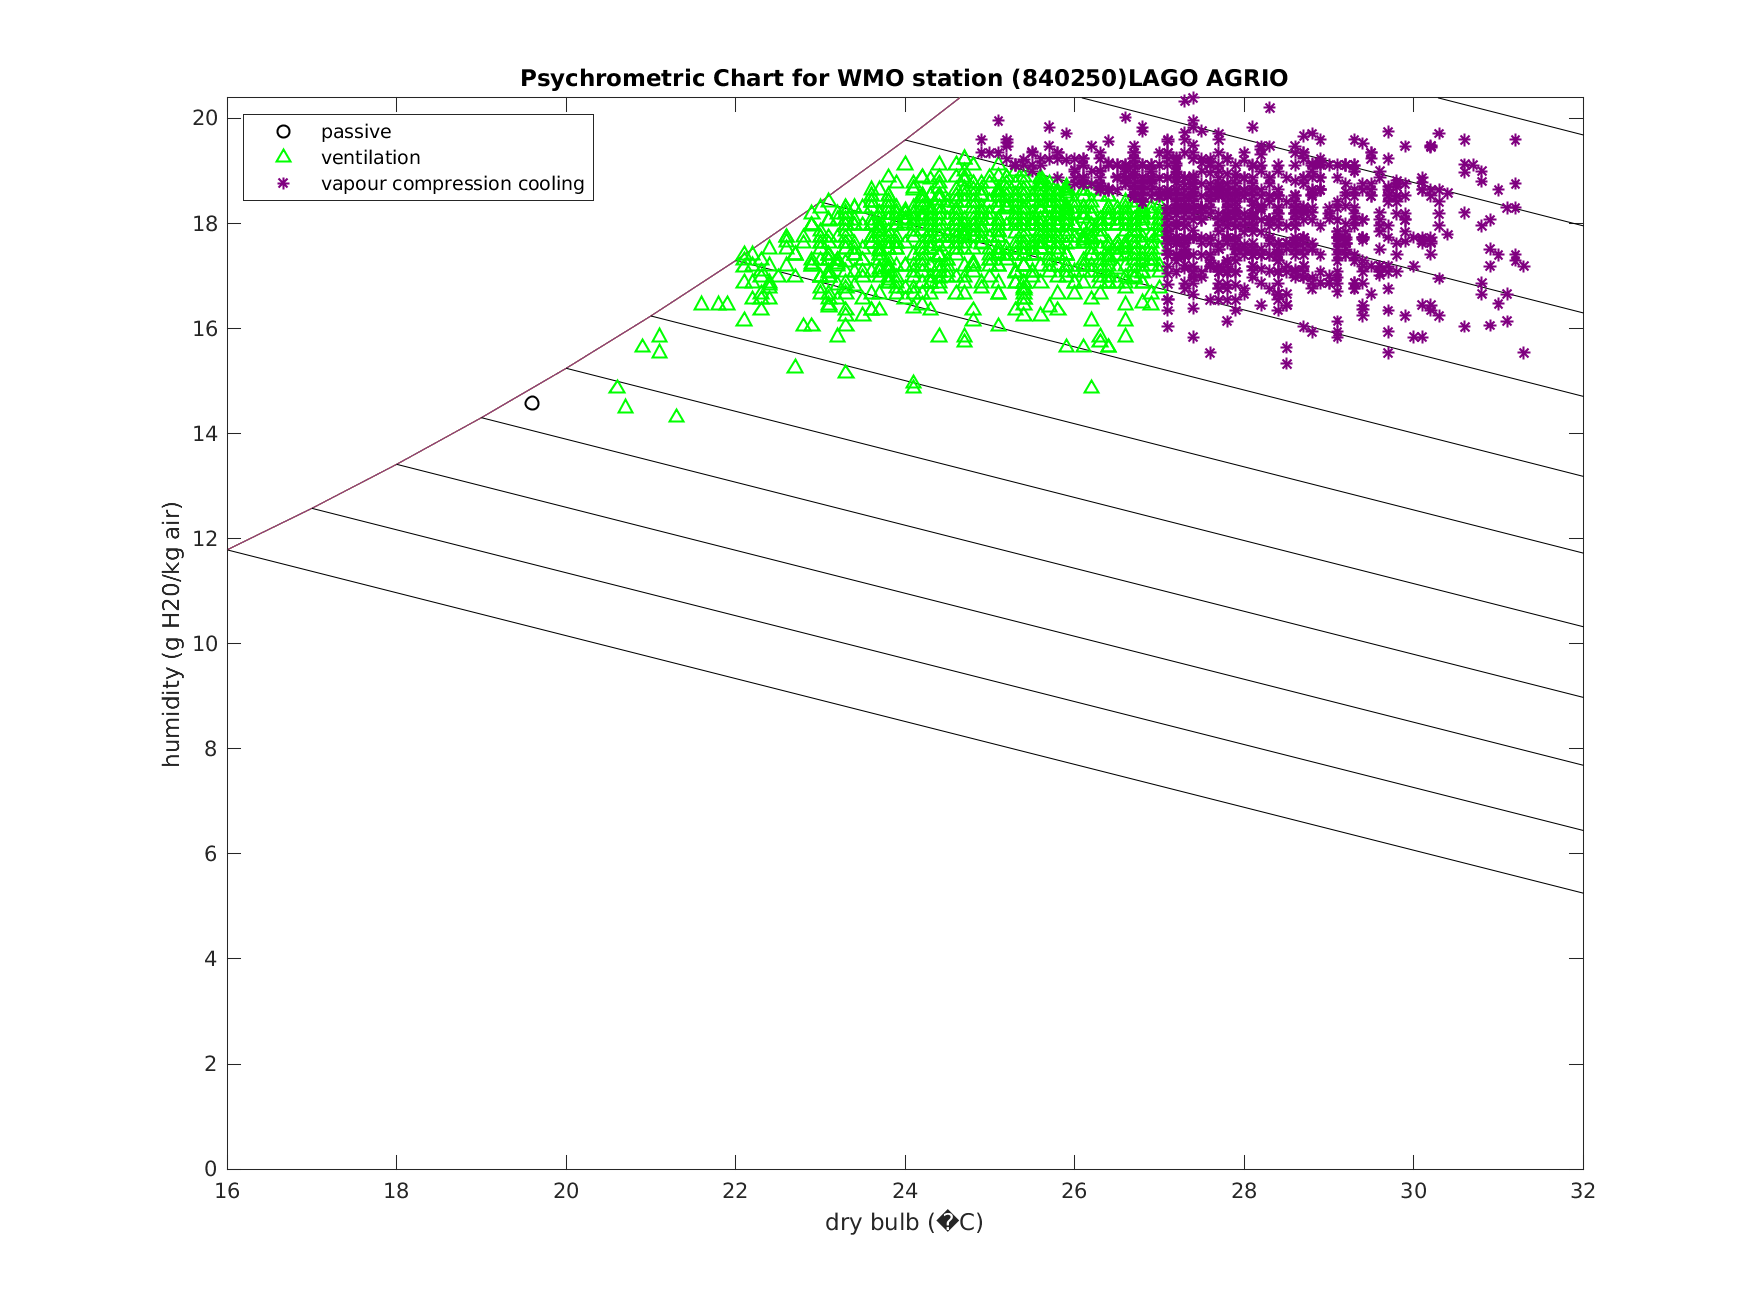 Psychrometric Chart for WMO station (840250)LAGO AGRIO
passive
ventilation
vapour compression cooling
humidity (g H20/kg air)
20
18
16
14
12
10
8
6
4
2
0
16 18 20 22 24 26 28 30 32
dry bulb (�C)